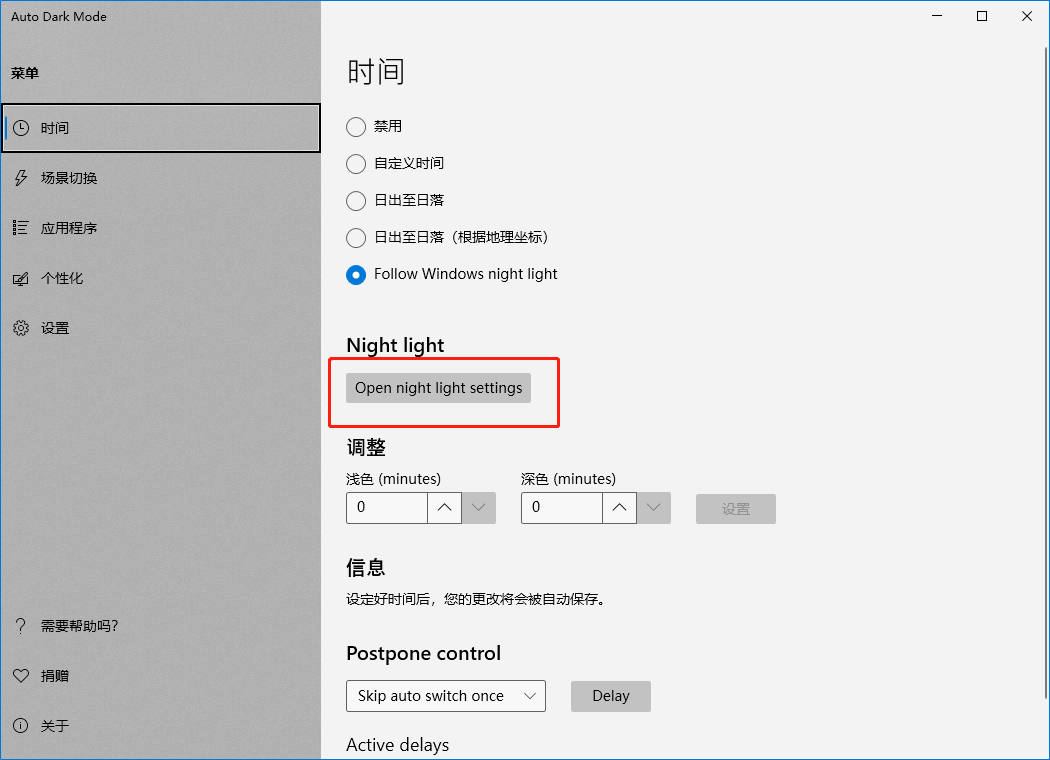 Auto Dark Mode
菜单
时间
场景切换
应用程序
个性化
设置
需要帮助吗?
捐赠
关于
时间
禁用
自定义时间
日出至日落
日出至日落（根据地理坐标）
Follow Windows night light
Night light
Open night light settings
调整
浅色 (minutes) 深色 (minutes)
0 0 设置
信息
设定好时间后，您的更改将会被自动保存。
Postpone control
Skip auto switch once Delay
Active delays